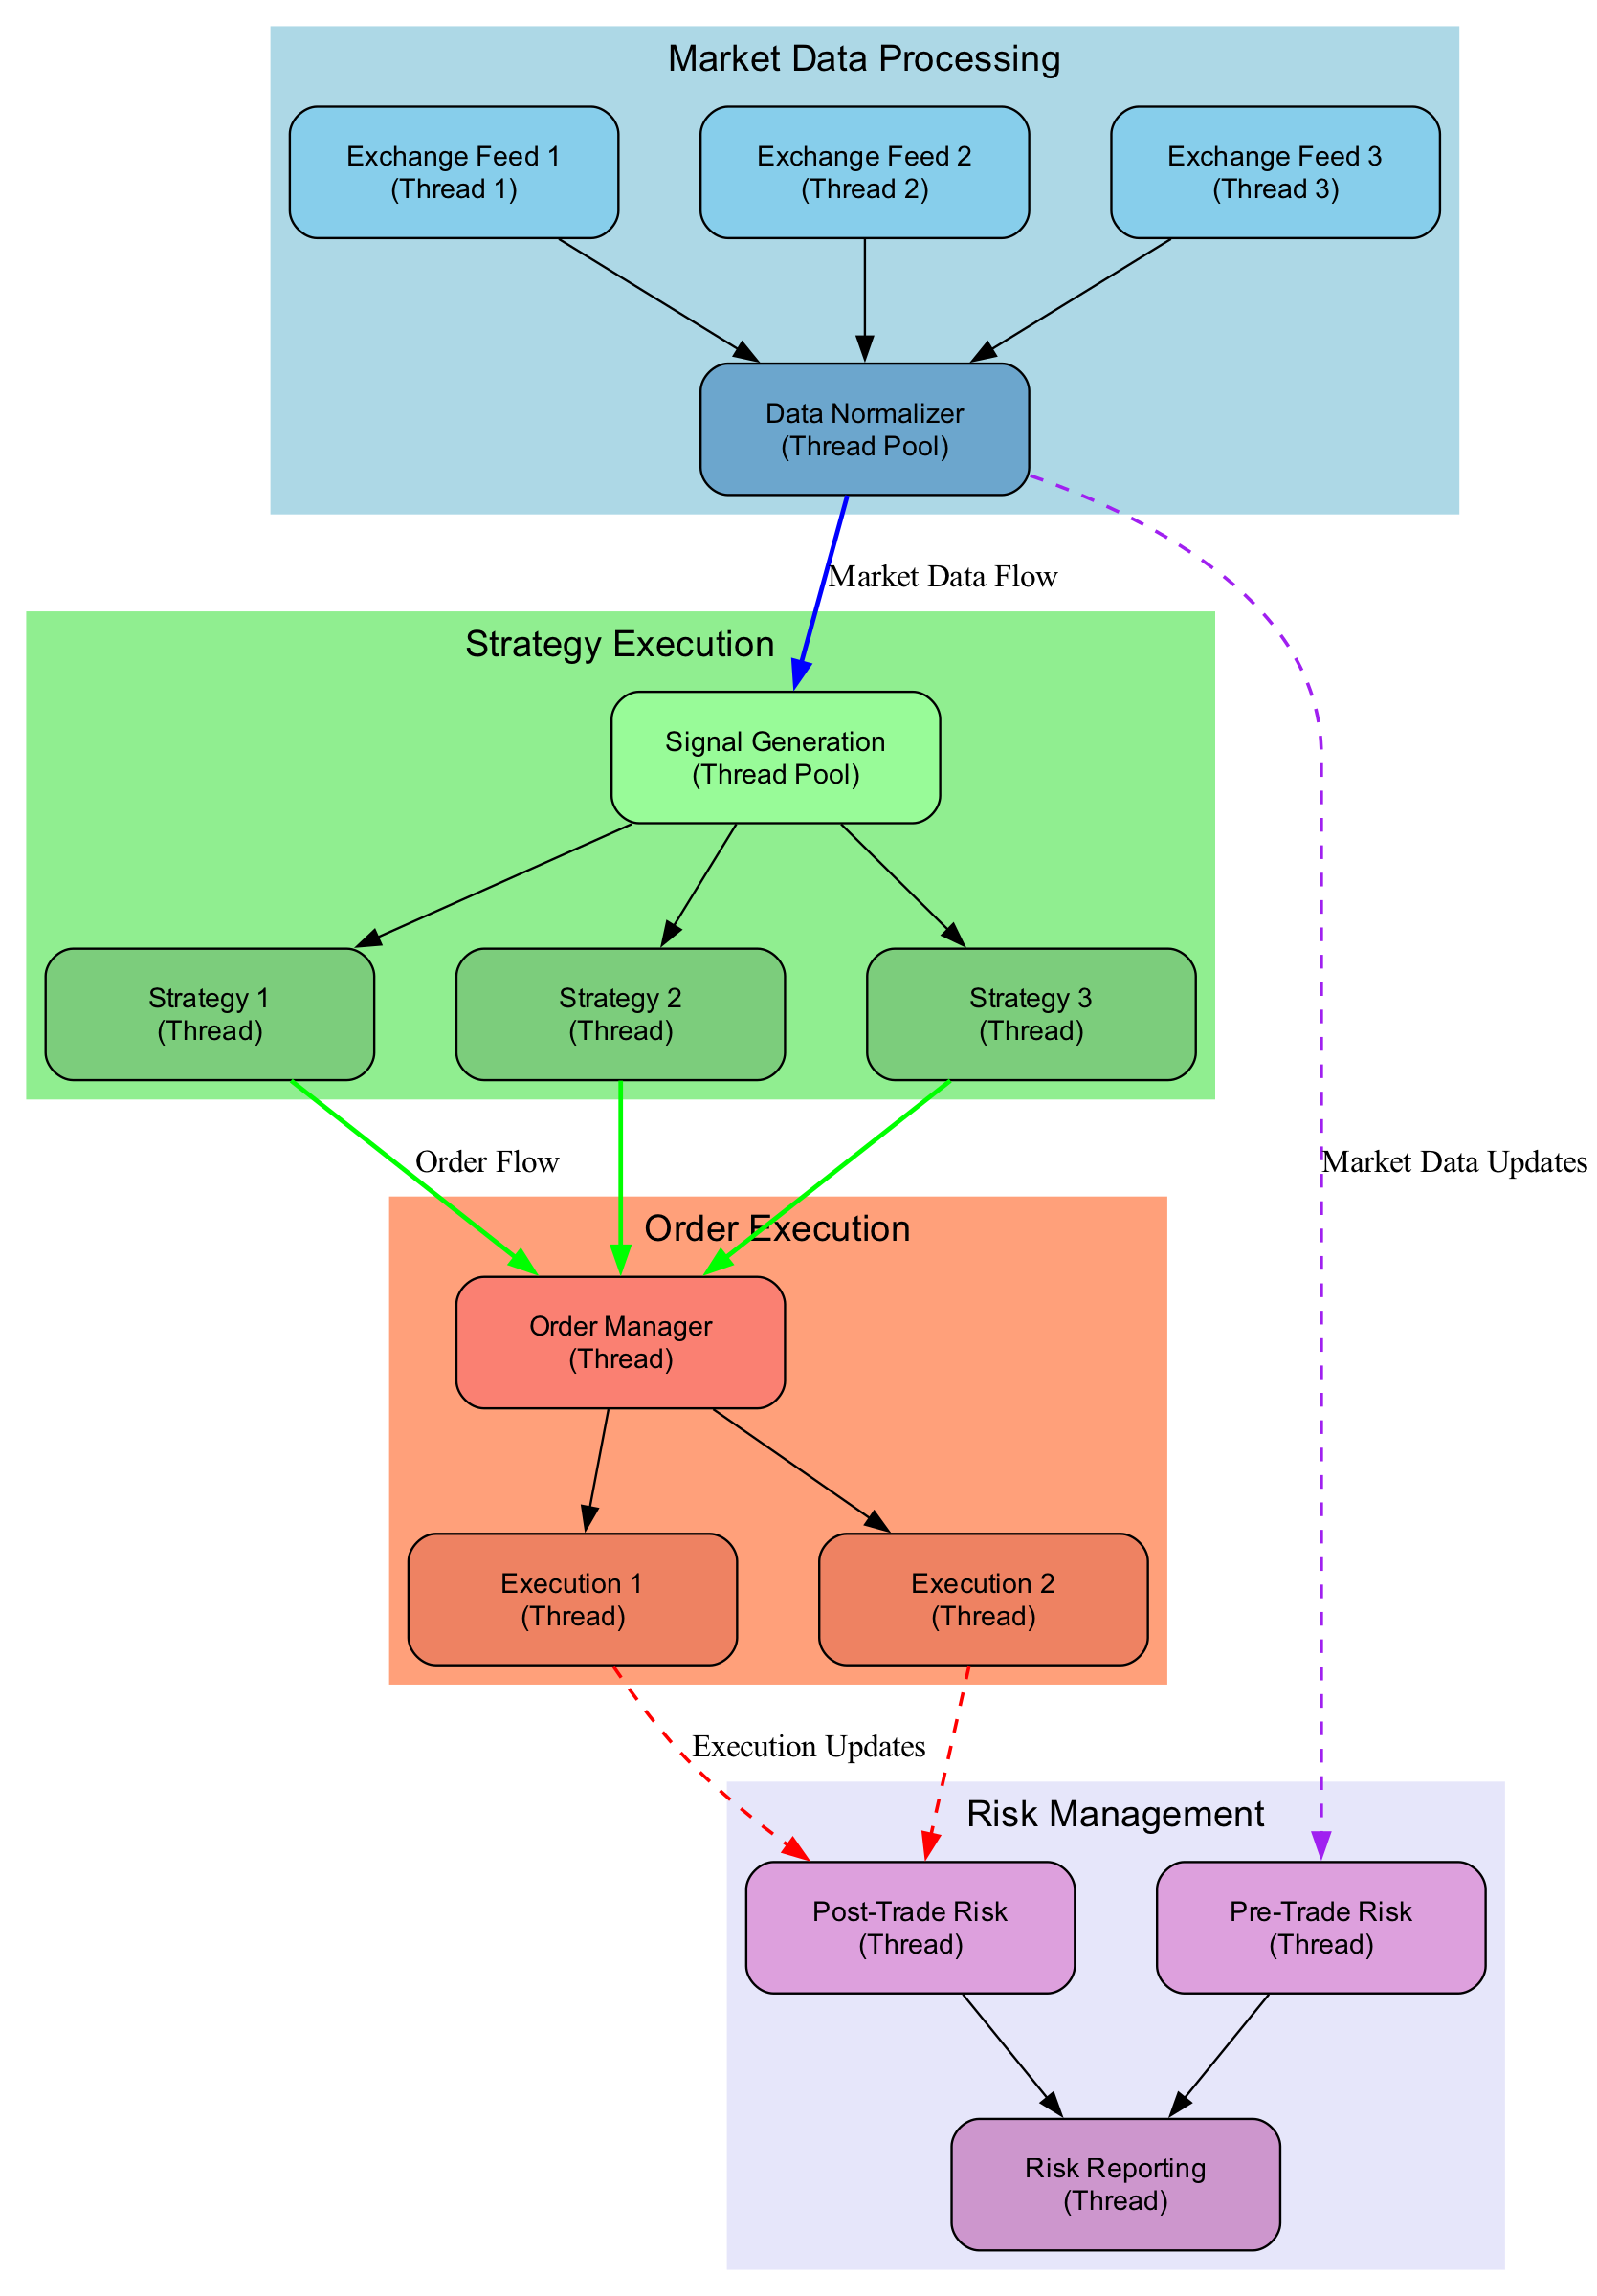 Market Data Processing
Exchange Feed 1
(Thread 1)
Exchange Feed 2
(Thread 2)
Exchange Feed 3
(Thread 3)
Data Normalizer
(Thread Pool)
Market Data Flow
Strategy Execution
Signal Generation
(Thread Pool)
Strategy 1
(Thread)
Strategy 2
(Thread)
Strategy 3
(Thread)
Order Flow
Market Data Updates
Order Execution
Order Manager
(Thread)
Execution 1
(Thread)
Execution 2
(Thread)
Execution Updates
Risk Management
Post-Trade Risk
(Thread)
Pre-Trade Risk
(Thread)
Risk Reporting
(Thread)